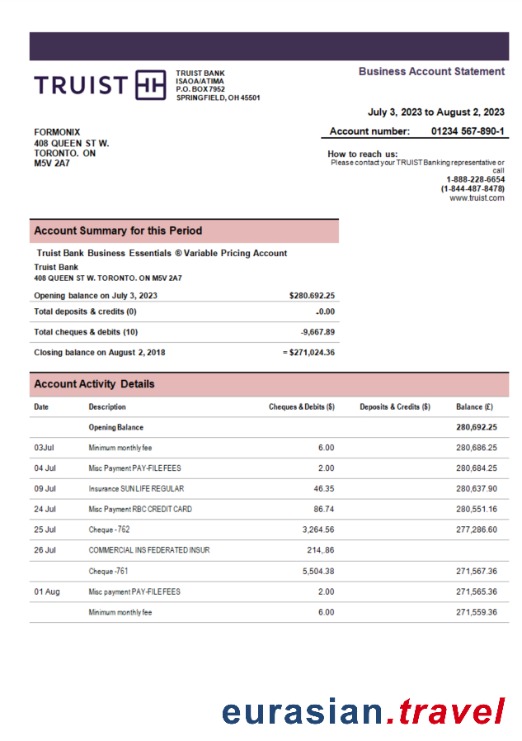 TRUIST
TRUIST BANK
ISAOA/ATIMA
P.O. BOX 7952
SPRINGFIELD, OH 45501
Business Account Statement
July 3, 2023 to August 2, 2023
Account number: 01234 567-890-1
FORMONIX
408 QUEEN ST W.
TORONTO. ON
M5V 2A7
How to reach us:
Please contact your TRUIST Banking representative or
call
1-888-228-6654
(1-844-487-8478)
www.truist.com
Account Summary for this Period
Truist Bank Business Essentials ® Variable Pricing Account
Truist Bank
408 QUEEN ST W. TORONTO. ON M5V 2A7
Opening balance on July 3, 2023 $280.692.25
Total deposits & credits (0) .0.00
Total cheques & debits (10) -9,667.89
Closing balance on August 2, 2018 = $271,024.36
Account Activity Details
Date Description Cheques & Debits ($) Deposits & Credits ($) Balance (£)
Opening Balance 280,692.25
03Jul Minimum monthly fee 6.00 280,686.25
04 Jul Misc Payment PAY-FILE FEES 2.00 280,684.25
09 Jul Insurance SUN LIFE REGULAR 46.35 280,637.90
24 Jul Misc Payment RBC CREDIT CARD 86.74 280,551.16
25 Jul Cheque -762 3,264.56 277,286.60
26 Jul COMMERCIAL INS FEDERATED INSUR 214,.86
Cheque -761 5,504.38 271,567.36
01 Aug Misc payment PAY-FILE FEES 2.00 271,565.36
Minimum monthly fee 6.00 271,559.36
eurasian.travel